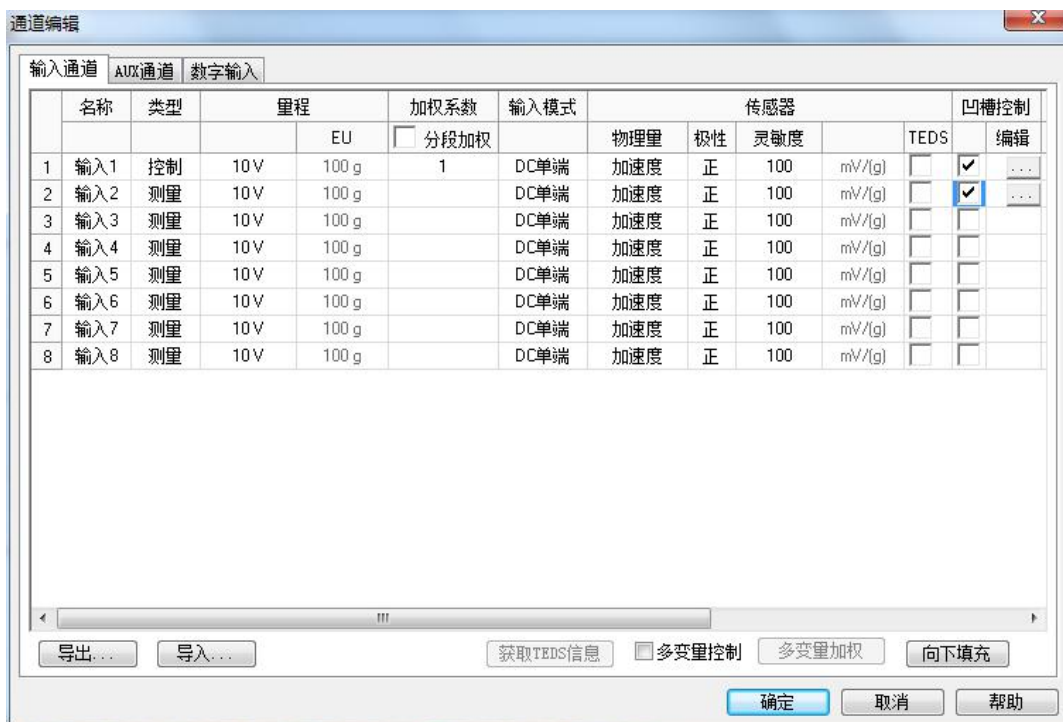 通道编辑
输入通道 AUX通道 数字输入
名称 类型 量程 加权系数 输入模式 传感器 凹槽控制
EU 分段加权 物理量 极性 灵敏度 TEDS 编辑
1 输入1 控制 10 V 100 g 1 DC单端 加速度 正 100 mV/(g) ...
2 输入2 测量 10 V 100 g DC单端 加速度 正 100 mV/(g) ...
3 输入3 测量 10 V 100 g DC单端 加速度 正 100 mV/(g)
4 输入4 测量 10 V 100 g DC单端 加速度 正 100 mV/(g)
5 输入5 测量 10 V 100 g DC单端 加速度 正 100 mV/(g)
6 输入6 测量 10 V 100 g DC单端 加速度 正 100 mV/(g)
7 输入7 测量 10 V 100 g DC单端 加速度 正 100 mV/(g)
8 输入8 测量 10 V 100 g DC单端 加速度 正 100 mV/(g)
导出... 导入... 获取TEDS信息 多变量控制 多变量加权 向下填充
确定 取消 帮助